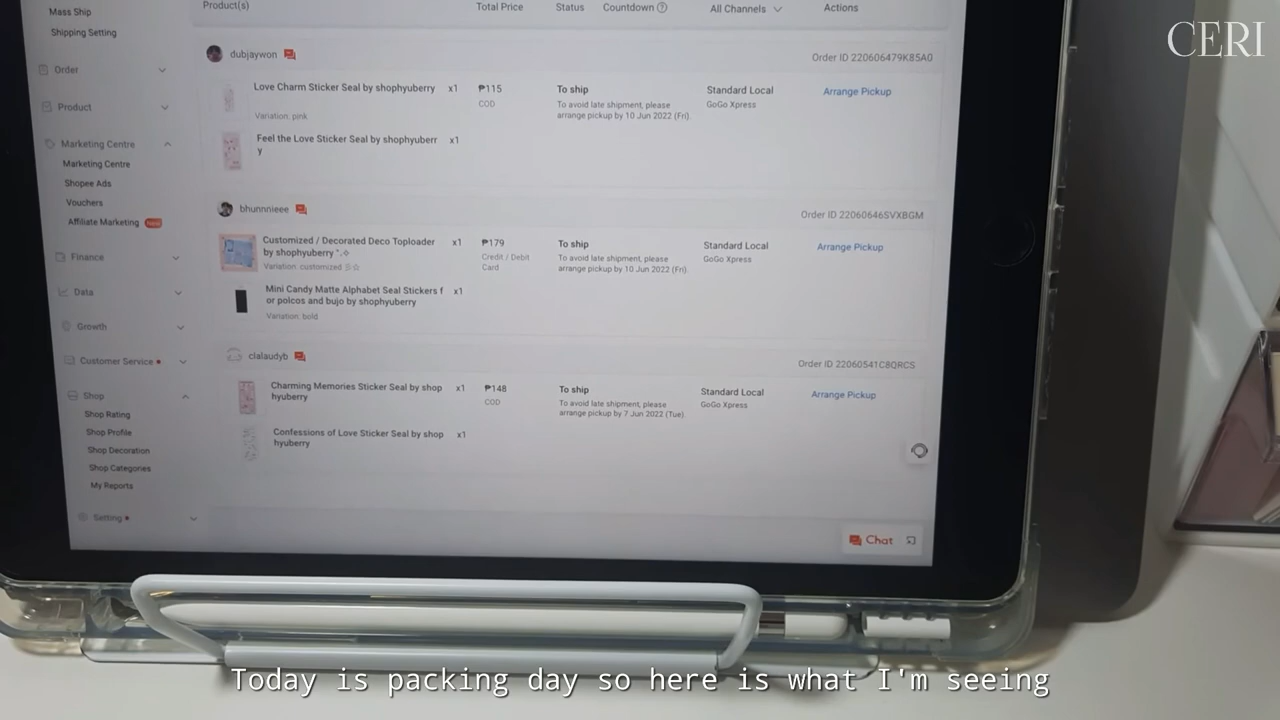 CERI
Mass Ship
Shipping Setting
Order
Product
Marketing Centre
Marketing Centre
Shopee Ads
Vouchers
Affiliate Marketing New
Finance
Data
Growth
Customer Service
Shop
Shop Rating
Shop Profile
Shop Decoration
Shop Categories
My Reports
Setting
Product(s) Total Price Status Countdown All Channels Actions
dubjaywon Order ID 220606479K85A0
Love Charm Sticker Seal by shophyuberry x1 ₱115 To ship Standard Local Arrange Pickup
COD To avoid late shipment, please GoGo Xpress
Variation: pink arrange pickup by 10 Jun 2022 (Fri).
Feel the Love Sticker Seal by shophyuberr x1
y
bhunnnieee Order ID 22060646SVXBGM
Customized / Decorated Deco Toploader x1 ₱179 To ship Standard Local Arrange Pickup
by shophyuberry Credit / Debit To avoid late shipment, please GoGo Xpress
Variation: customized Card arrange pickup by 10 Jun 2022 (Fri).
Mini Candy Matte Alphabet Seal Stickers f x1
or polcos and bujo by shophyuberry
Variation: bold
clalaudyb Order ID 22060541C8QRCS
Charming Memories Sticker Seal by shop x1 ₱148 To ship Standard Local Arrange Pickup
hyuberry COD To avoid late shipment, please GoGo Xpress
arrange pickup by 7 Jun 2022 (Tue).
Confessions of Love Sticker Seal by shop x1
hyuberry
Chat
Today is packing day so here is what I'm seeing